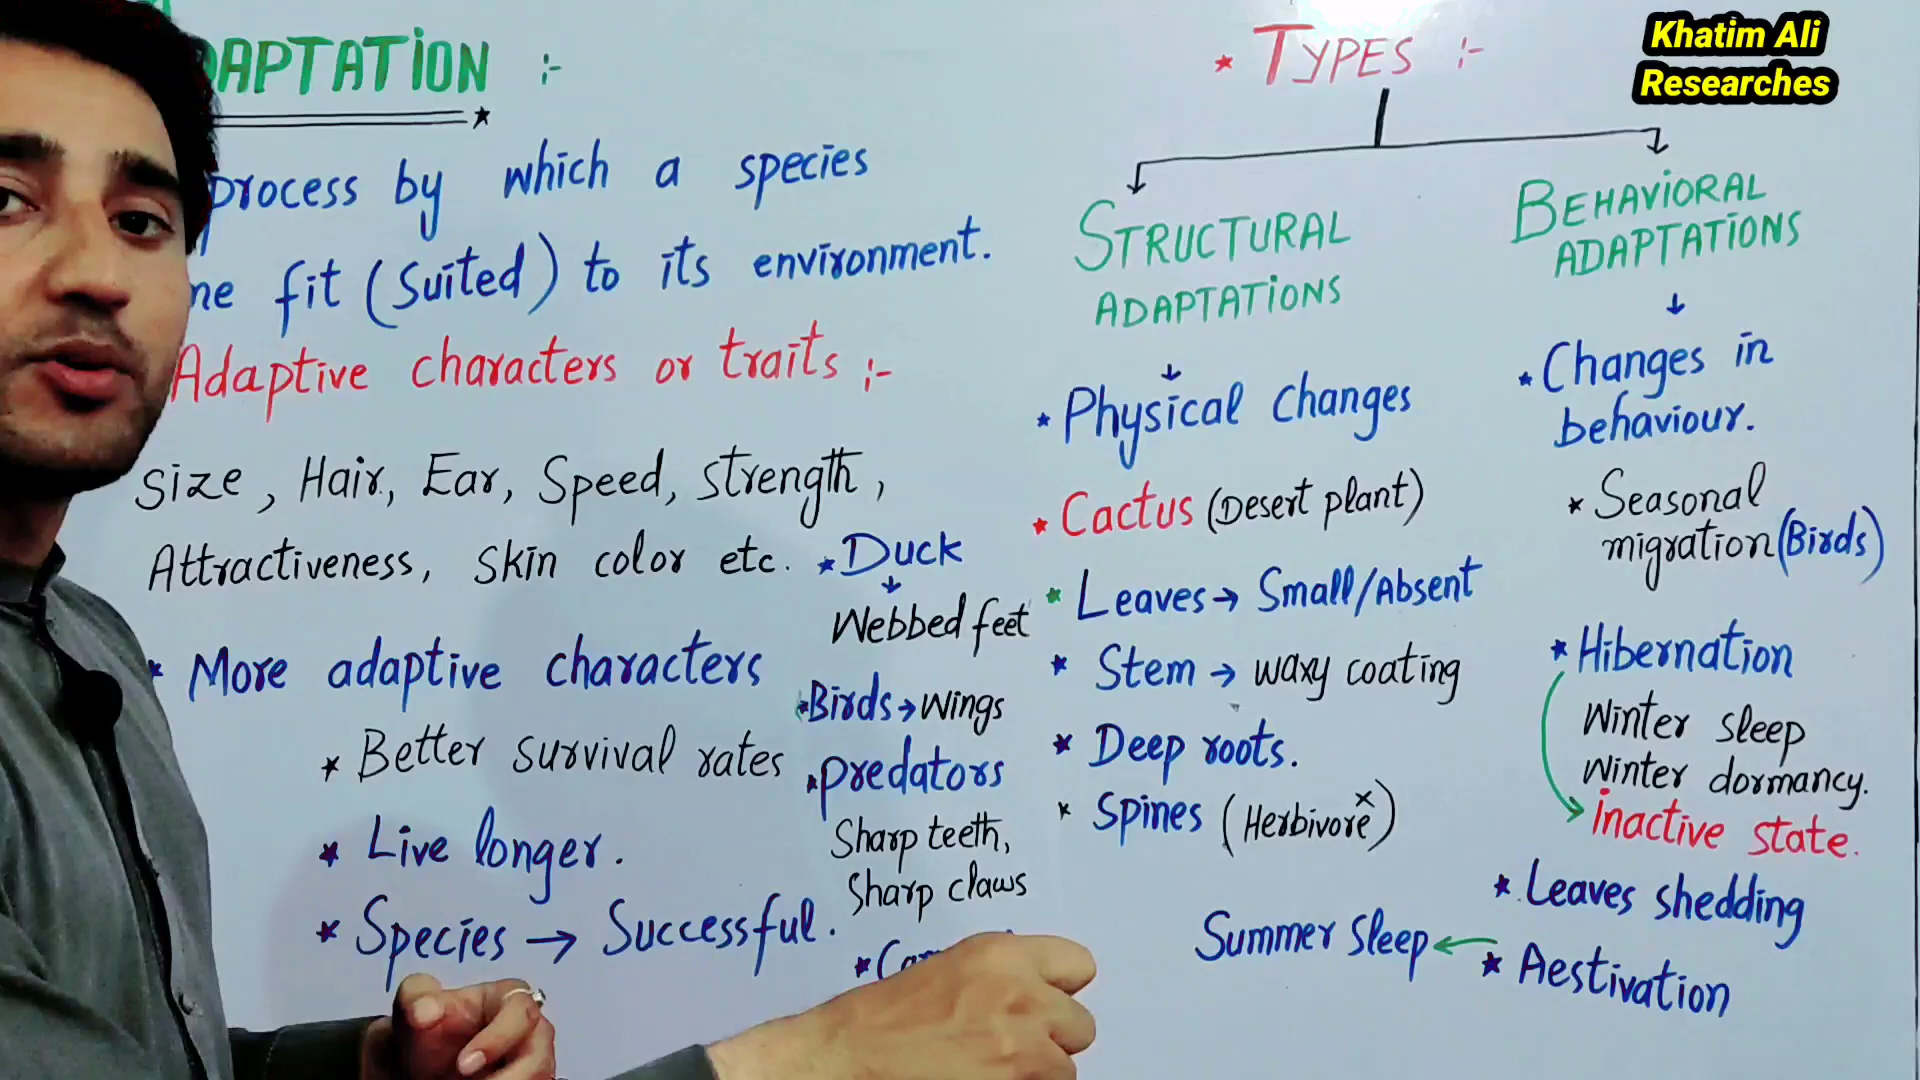 DAPTATION :-
process by which a species
me fit (Suited) to its environment.
Adaptive characters or traits :-
Size, Hair, Ear, Speed, strength,
Attractiveness, Skin color etc.
* More adaptive characters
* Better survival rates
* Live longer.
* Species → Successful.
* Duck
Webbed feet
* Birds → Wings
* predators
Sharp teeth,
Sharp claws
* TYPES :-
STRUCTURAL
ADAPTATIONS
* Physical changes
* Cactus (Desert plant)
* Leaves → Small/Absent
* Stem → waxy coating
* Deep roots.
* Spines (Herbivore x)
BEHAVIORAL
ADAPTATIONS
* Changes in
behaviour.
* Seasonal
migration (Birds)
* Hibernation
Winter sleep
Winter dormancy.
Inactive state.
* Leaves shedding
Summer sleep ← * Aestivation
Khatim Ali
Researches